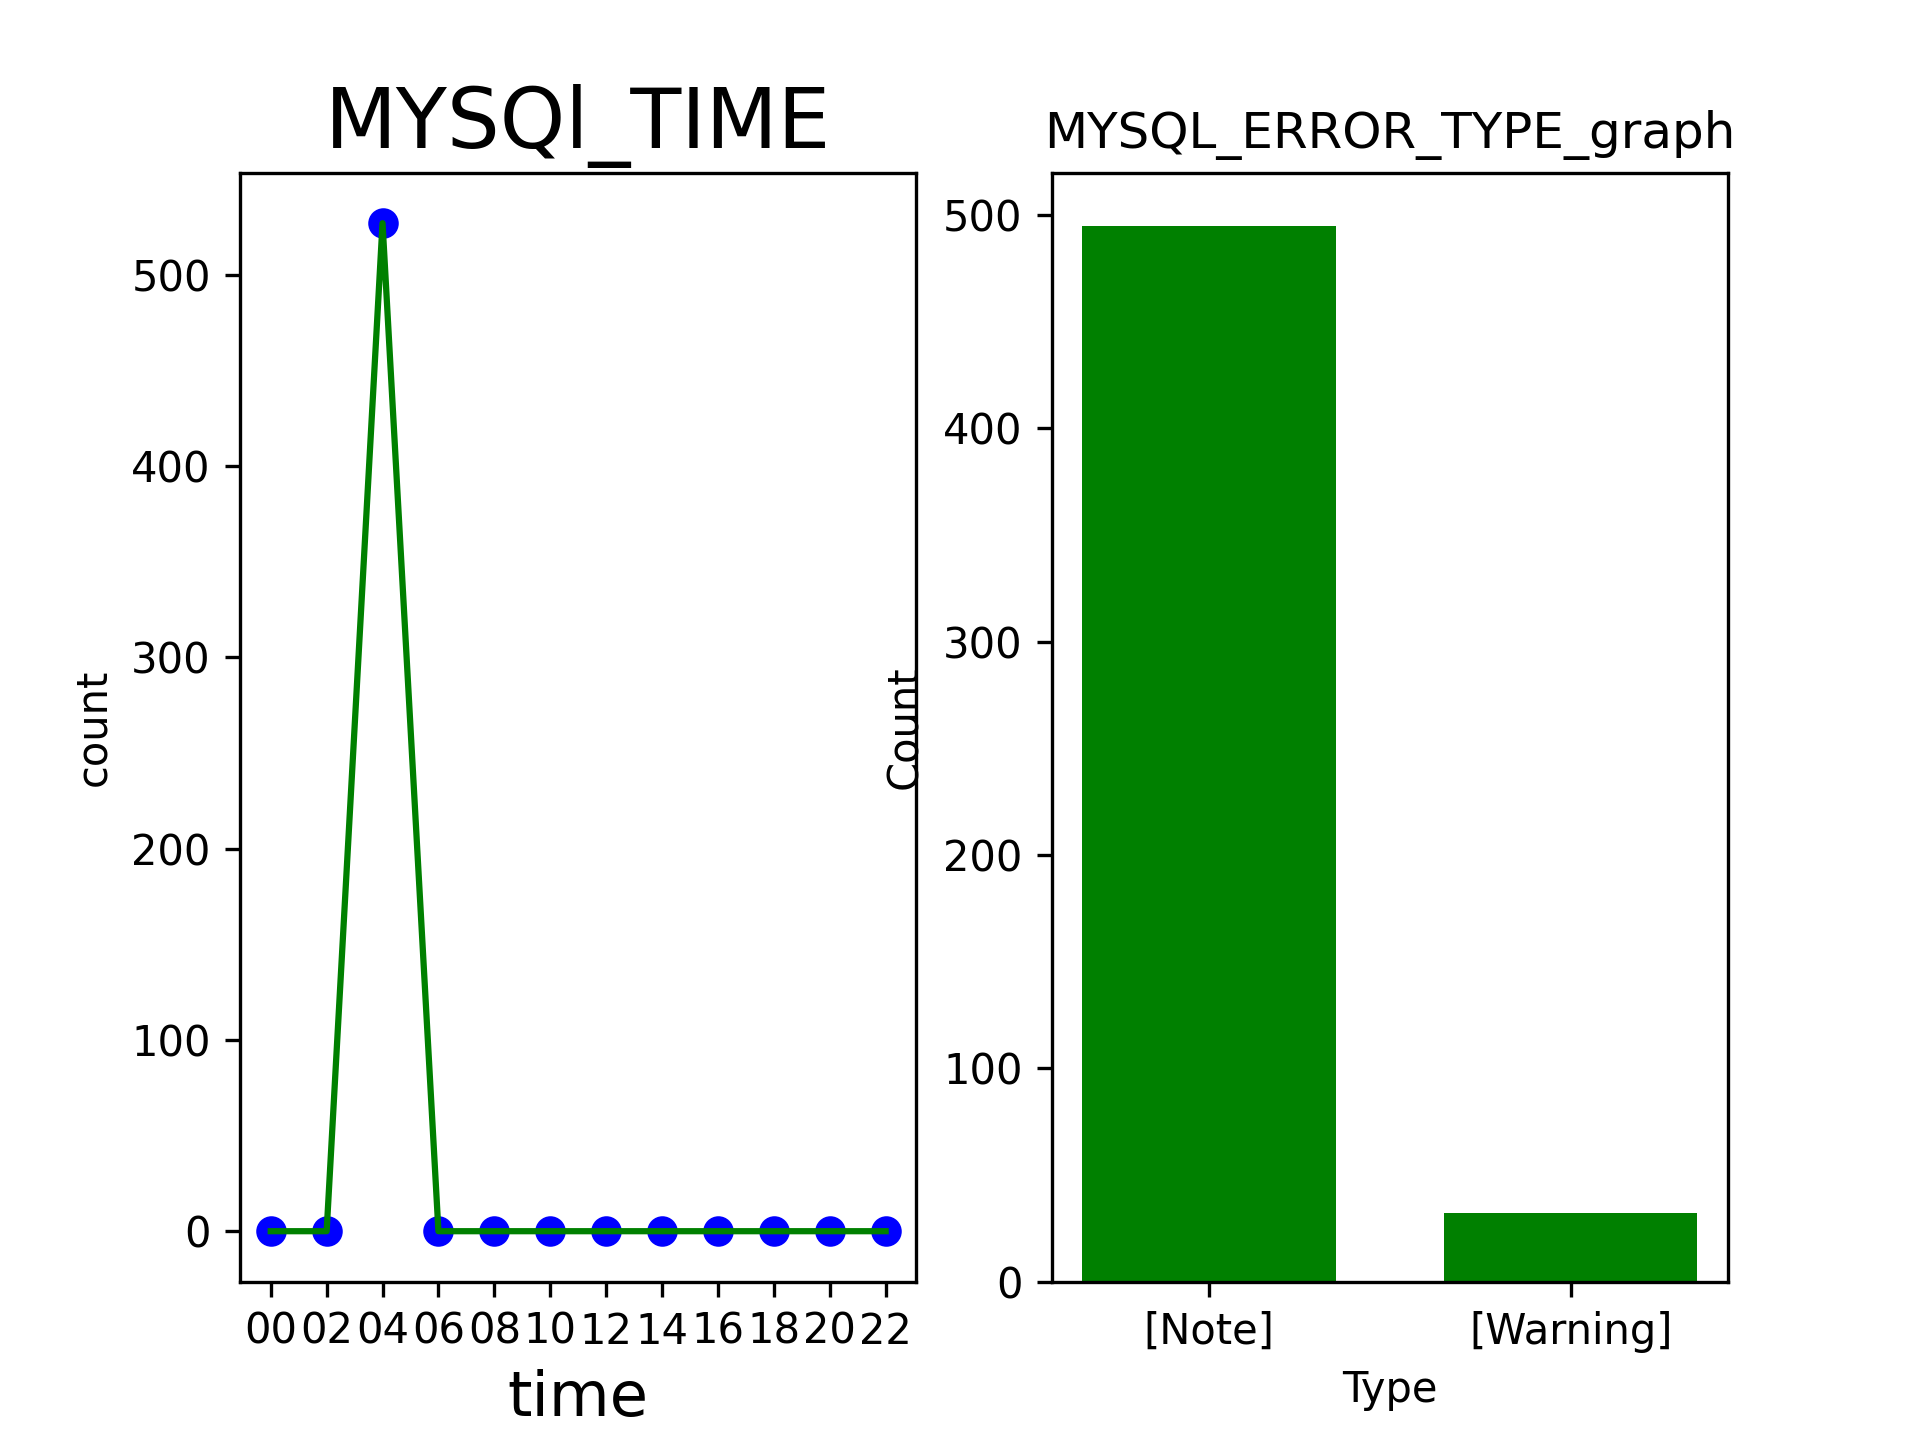 MYSQl_TIME
500
400
300
200
100
0
count
00 02 04 06 08 10 12 14 16 18 20 22
time
MYSQL_ERROR_TYPE_graph
500
400
300
200
100
0
Count
[Note] [Warning]
Type